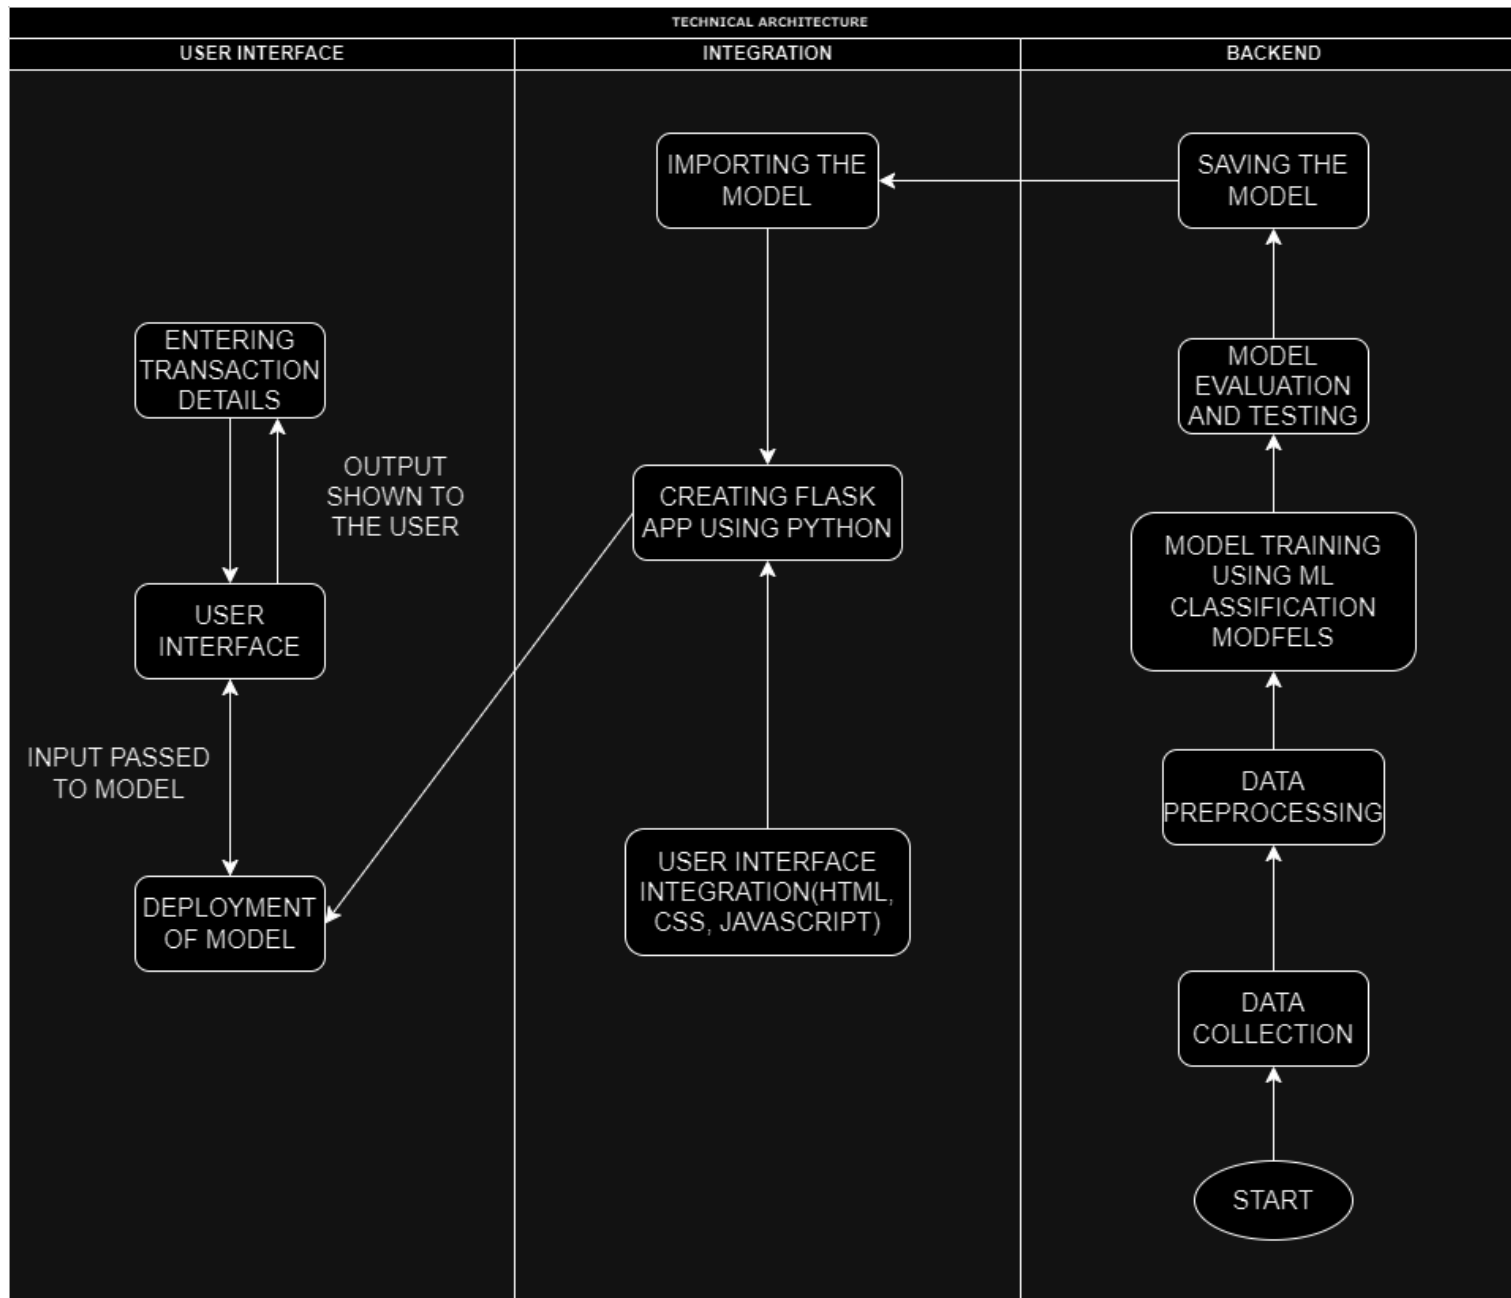 TECHNICAL ARCHITECTURE
USER INTERFACE
INTEGRATION
BACKEND
ENTERING
TRANSACTION
DETAILS
OUTPUT
SHOWN TO
THE USER
USER
INTERFACE
INPUT PASSED
TO MODEL
DEPLOYMENT
OF MODEL
IMPORTING THE
MODEL
CREATING FLASK
APP USING PYTHON
USER INTERFACE
INTEGRATION(HTML,
CSS, JAVASCRIPT)
SAVING THE
MODEL
MODEL
EVALUATION
AND TESTING
MODEL TRAINING
USING ML
CLASSIFICATION
MODFELS
DATA
PREPROCESSING
DATA
COLLECTION
START